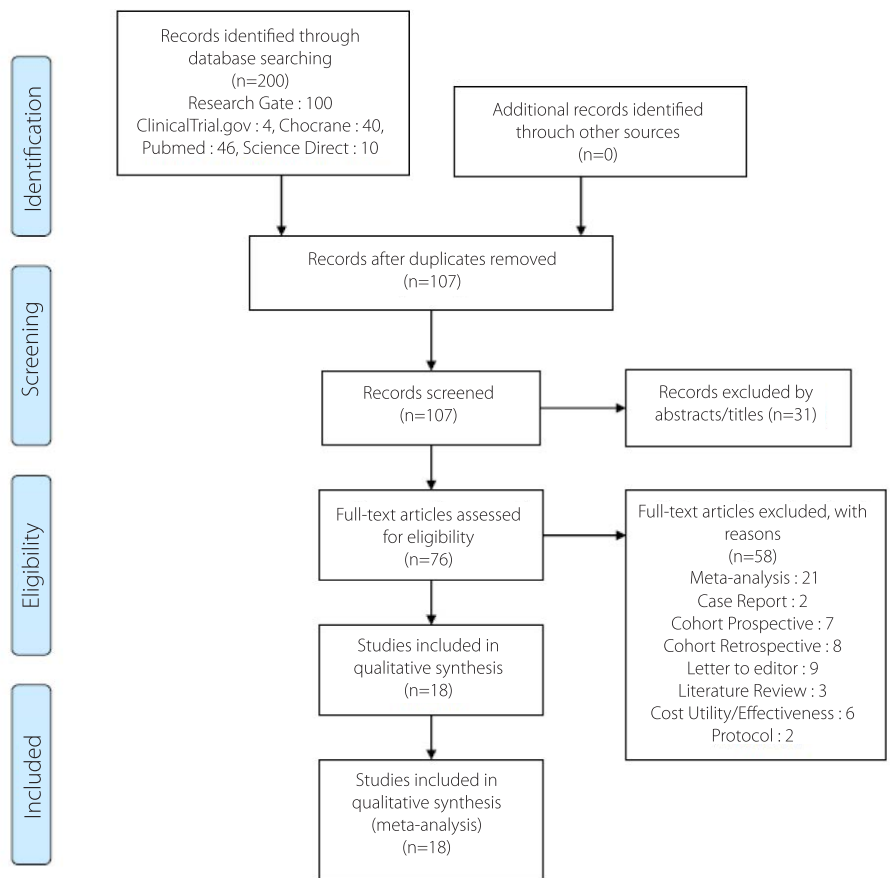 Identification
Records identified through
database searching
(n=200)
Research Gate : 100
ClinicalTrial.gov : 4, Chocrane : 40,
Pubmed : 46, Science Direct : 10
Additional records identified
through other sources
(n=0)
Records after duplicates removed
(n=107)
Screening
Records screened
(n=107)
Records excluded by
abstracts/titles (n=31)
Eligibility
Full-text articles assessed
for eligibility
(n=76)
Full-text articles excluded, with
reasons
(n=58)
Meta-analysis : 21
Case Report : 2
Cohort Prospective : 7
Cohort Retrospective : 8
Letter to editor : 9
Literature Review : 3
Cost Utility/Effectiveness : 6
Protocol : 2
Studies included in
qualitative synthesis
(n=18)
Included
Studies included in
qualitative synthesis
(meta-analysis)
(n=18)